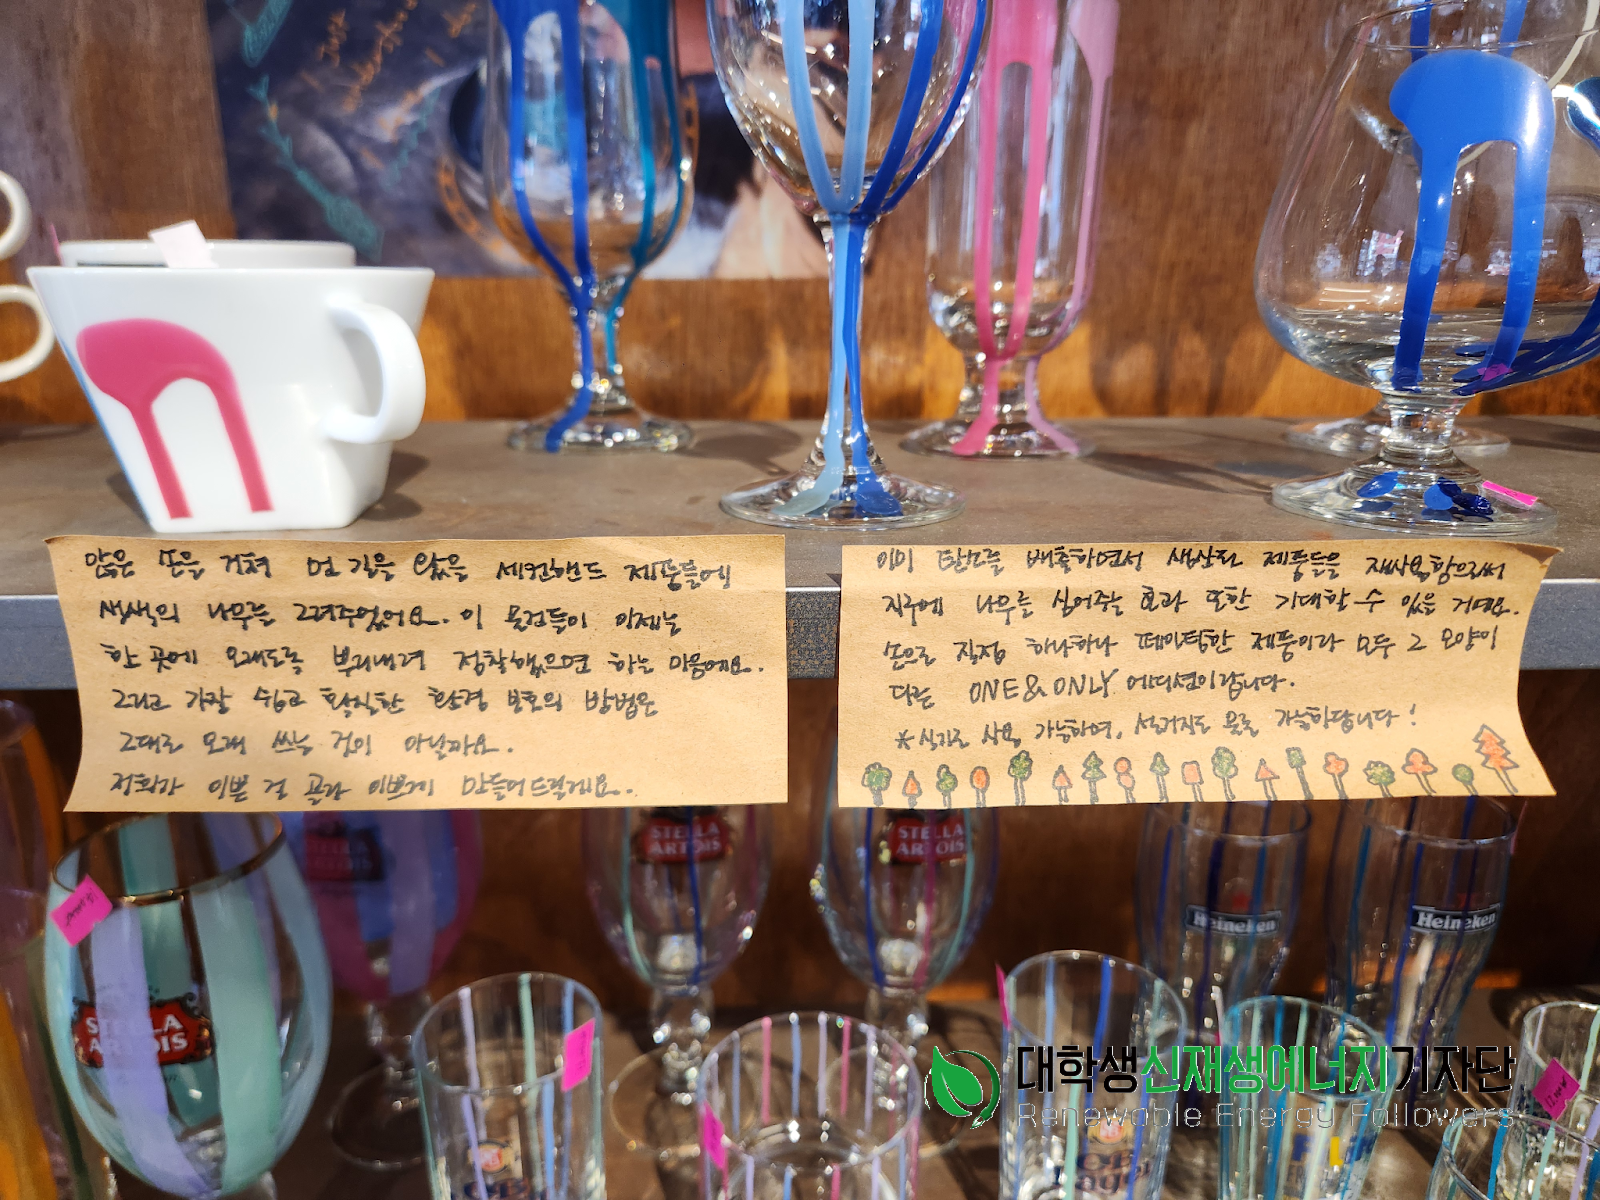 많은 손을 거쳐 먼 길을 왔을 세컨핸드 제품들에
색색의 나무를 그려주었어요. 이 물건들이 이제는
한 곳에 오래도록 뿌리내려 정착했으면 하는 마음에요.
그리고 가장 쉽고 확실한 환경 보호의 방법은
그대로 오래 쓰는 것이 아닐까요.
저희가 이쁜 걸 골라 이쁘게 만들어드릴게요.
이미 탄소를 배출하면서 생산된 제품들을 재사용함으로써
지구에 나무를 심어주는 효과 또한 기대할 수 있을 거예요.
손으로 직접 하나하나 페인팅한 제품이라 모두 그 모양이
다른 ONE & ONLY 에디션이랍니다.
* 식기로 사용 가능하며, 설거지도 물론 가능하답니다!
STELLA ARTOIS
STELLA
ARTOIS
STELLA
ARTOIS
Heineken
Heineken
STELLA
ARTOIS
대학생신재생에너지기자단
Renewable Energy Followers
OB
Lager